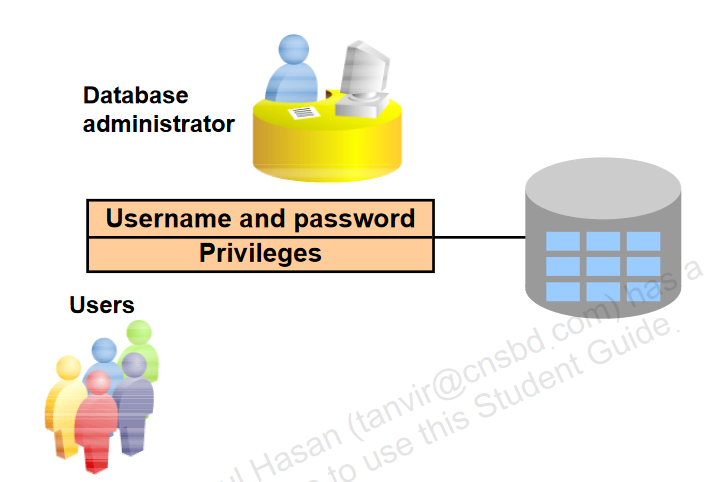 Database
administrator
Username and password
Privileges
Users
Hasan (tanvir@cnsbd.com) has a
to use this Student Guide.